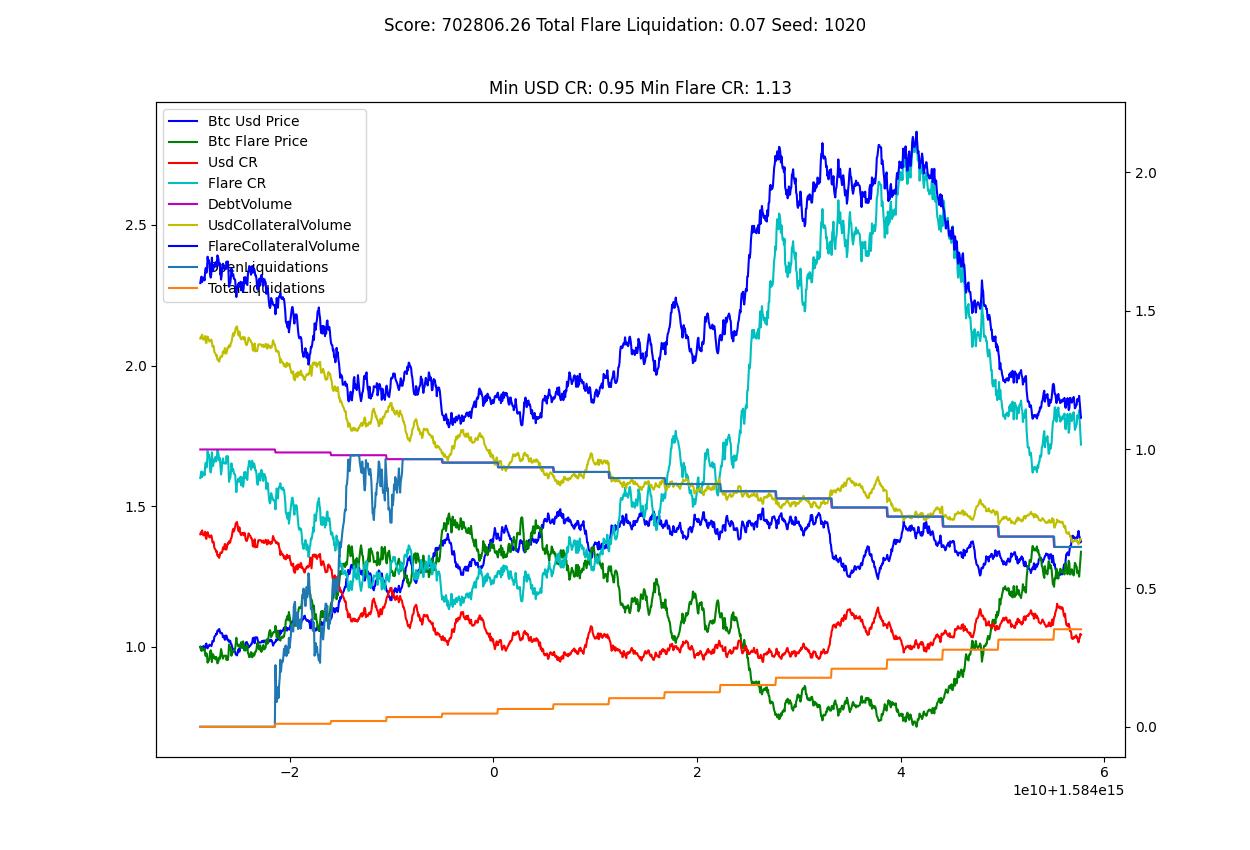 Score: 702806.26 Total Flare Liquidation: 0.07 Seed: 1020
Min USD CR: 0.95 Min Flare CR: 1.13
Btc Usd Price
Btc Flare Price
Usd CR
Flare CR
DebtVolume
UsdCollateralVolume
FlareCollateralVolume
OpenLiquidations
TotalLiquidations
2.5
2.0
1.5
1.0
2.0
1.5
1.0
0.5
0.0
−2
0
2
4
6
1e10+1.584e15